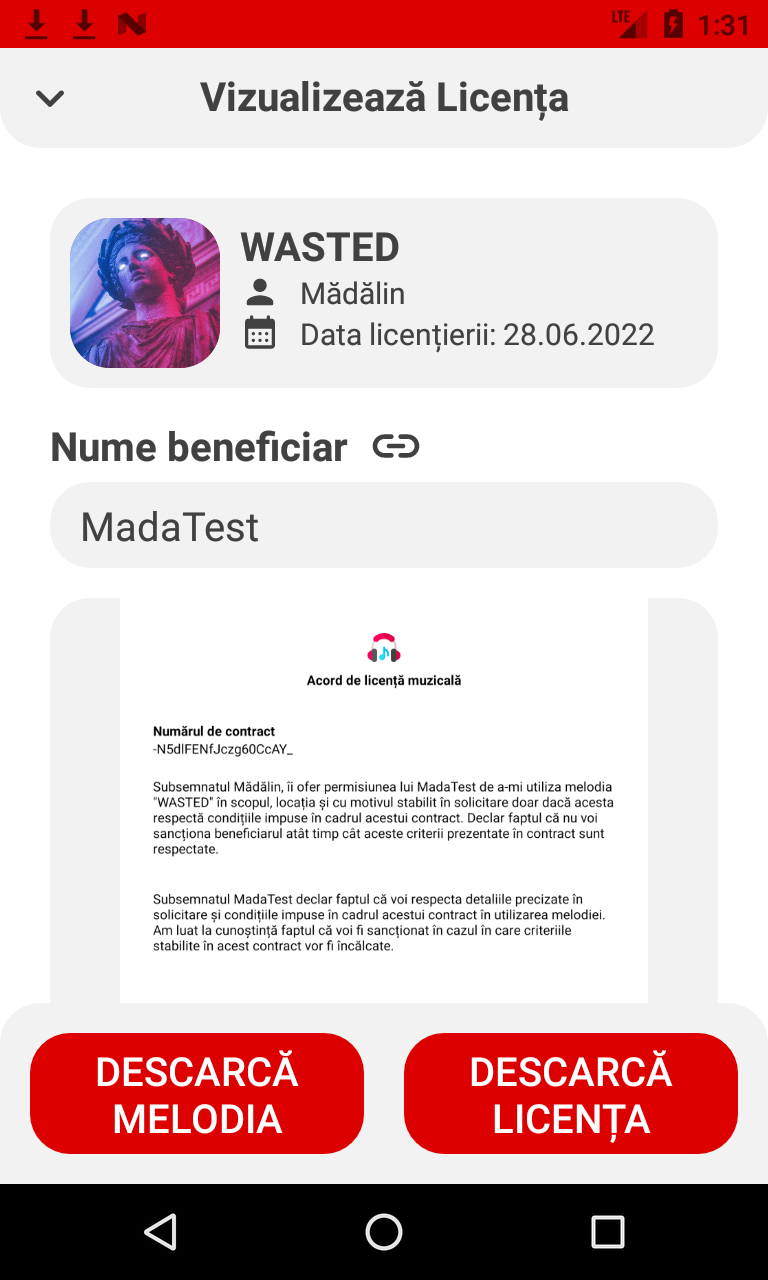 LTE 1:31
Vizualizează Licența
WASTED
Mădălin
Data licențierii: 28.06.2022
Nume beneficiar
MadaTest
Acord de licență muzicală
Numărul de contract
-N5dlFENfJczg60CcAY_
Subsemnatul Mădălin, îi ofer permisiunea lui MadaTest de a-mi utiliza melodia
"WASTED" în scopul, locația și cu motivul stabilit în solicitare doar dacă acesta
respectă condițiile impuse în cadrul acestui contract. Declar faptul că nu voi
sancționa beneficiarul atât timp cât aceste criterii prezentate în contract sunt
respectate.
Subsemnatul MadaTest declar faptul că voi respecta detaliile precizate în
solicitare și condițiile impuse în cadrul acestui contract în utilizarea melodiei.
Am luat la cunoștință faptul că voi fi sancționat în cazul în care criteriile
stabilite în acest contract vor fi încălcate.
DESCARCĂ
MELODIA
DESCARCĂ
LICENȚA